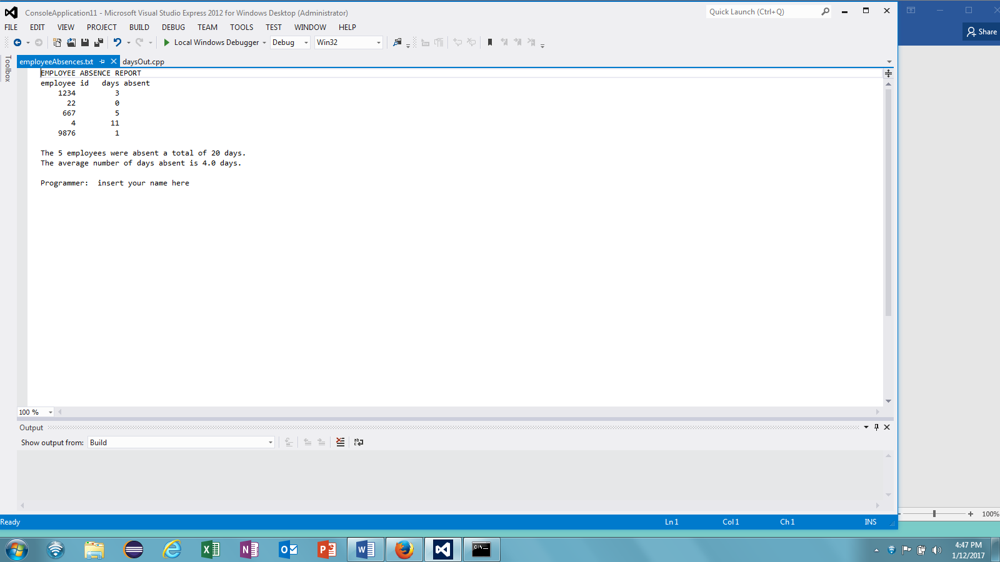 ConsoleApplication11 - Microsoft Visual Studio Express 2012 for Windows Desktop (Administrator)
Quick Launch (Ctrl+Q)
FILE EDIT VIEW PROJECT BUILD DEBUG TEAM TOOLS TEST WINDOW HELP
Share
Local Windows Debugger Debug Win32
Toolbox
employeeAbsences.txt daysOut.cpp
EMPLOYEE ABSENCE REPORT
employee id   days absent
1234         3
22         0
667         5
4        11
9876         1
The 5 employees were absent a total of 20 days.
The average number of days absent is 4.0 days.
Programmer:  insert your name here
100 %
Output
Show output from: Build
100%
Ready Ln 1 Col 1 Ch 1 INS
4:47 PM
1/12/2017